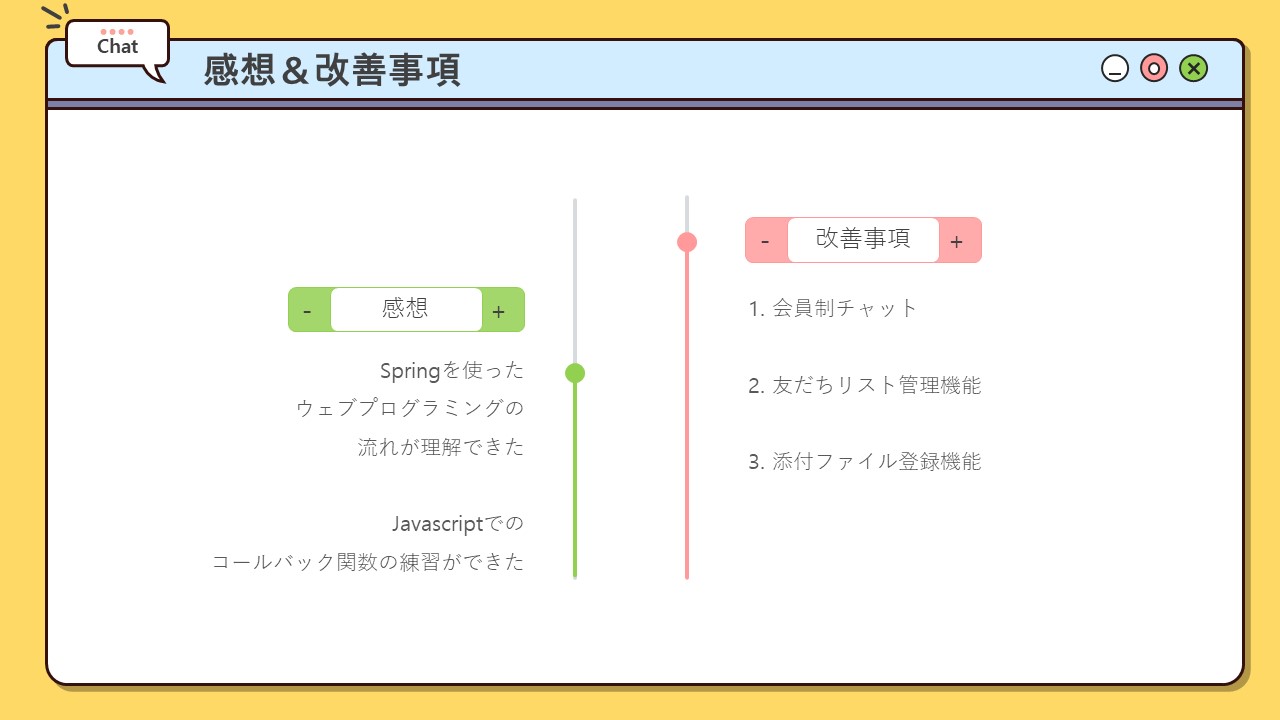 Chat
感想＆改善事項
- 感想 +
Springを使った
ウェブプログラミングの
流れが理解できた
Javascriptでの
コールバック関数の練習ができた
- 改善事項 +
1. 会員制チャット
2. 友だちリスト管理機能
3. 添付ファイル登録機能